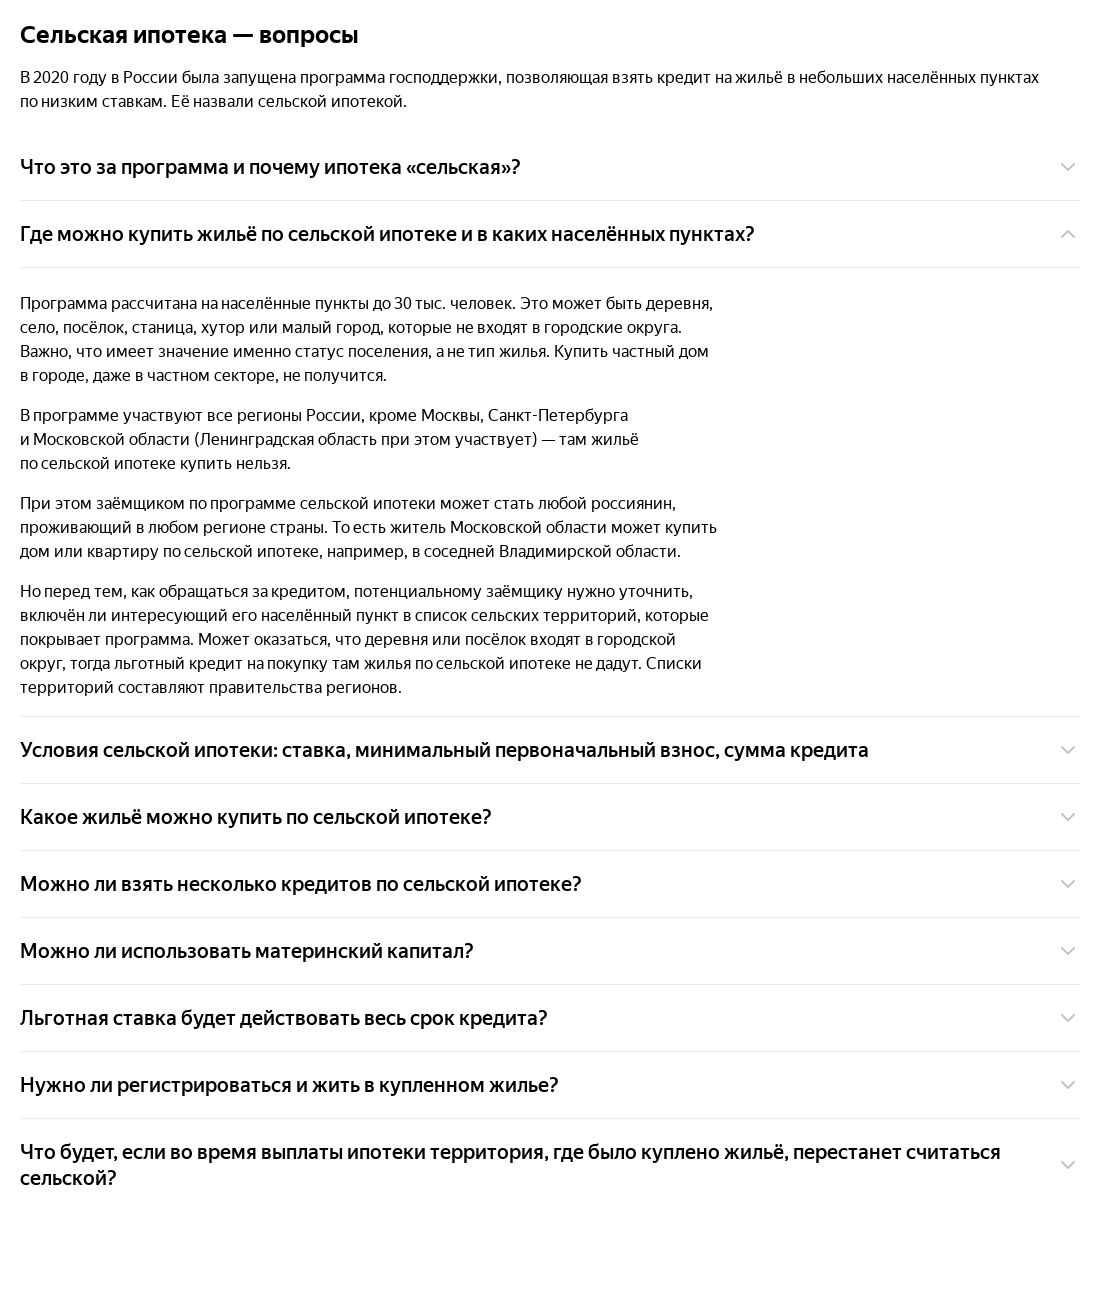 Сельская ипотека — вопросы
В 2020 году в России была запущена программа господдержки, позволяющая взять кредит на жильё в небольших населённых пунктах
по низким ставкам. Её назвали сельской ипотекой.
Что это за программа и почему ипотека «сельская»?
Где можно купить жильё по сельской ипотеке и в каких населённых пунктах?
Программа рассчитана на населённые пункты до 30 тыс. человек. Это может быть деревня,
село, посёлок, станица, хутор или малый город, которые не входят в городские округа.
Важно, что имеет значение именно статус поселения, а не тип жилья. Купить частный дом
в городе, даже в частном секторе, не получится.
В программе участвуют все регионы России, кроме Москвы, Санкт-Петербурга
и Московской области (Ленинградская область при этом участвует) — там жильё
по сельской ипотеке купить нельзя.
При этом заёмщиком по программе сельской ипотеки может стать любой россиянин,
проживающий в любом регионе страны. То есть житель Московской области может купить
дом или квартиру по сельской ипотеке, например, в соседней Владимирской области.
Но перед тем, как обращаться за кредитом, потенциальному заёмщику нужно уточнить,
включён ли интересующий его населённый пункт в список сельских территорий, которые
покрывает программа. Может оказаться, что деревня или посёлок входят в городской
округ, тогда льготный кредит на покупку там жилья по сельской ипотеке не дадут. Списки
территорий составляют правительства регионов.
Условия сельской ипотеки: ставка, минимальный первоначальный взнос, сумма кредита
Какое жильё можно купить по сельской ипотеке?
Можно ли взять несколько кредитов по сельской ипотеке?
Можно ли использовать материнский капитал?
Льготная ставка будет действовать весь срок кредита?
Нужно ли регистрироваться и жить в купленном жилье?
Что будет, если во время выплаты ипотеки территория, где было куплено жильё, перестанет считаться
сельской?